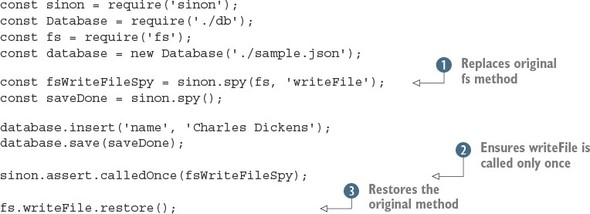 const sinon = require('sinon');
const Database = require('./db');
const fs = require('fs');
const database = new Database('./sample.json');
1 Replaces original
fs method
const fsWriteFileSpy = sinon.spy(fs, 'writeFile');
const saveDone = sinon.spy();
database.insert('name', 'Charles Dickens');
database.save(saveDone);
2 Ensures writeFile is
called only once
sinon.assert.calledOnce(fsWriteFileSpy);
3 Restores the
original method
fs.writeFile.restore();